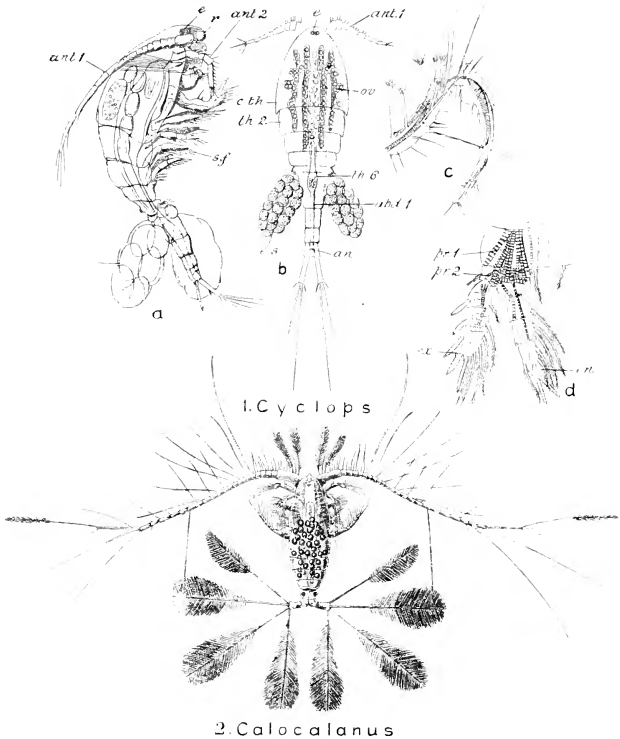 e r ant 2 e ant. 1
ant 1
c th ov
th 2
s.f c
th 6
abd 1
pr 1
an pr 2
b
a
ex d
1. Cyclops
2. Calocalanus